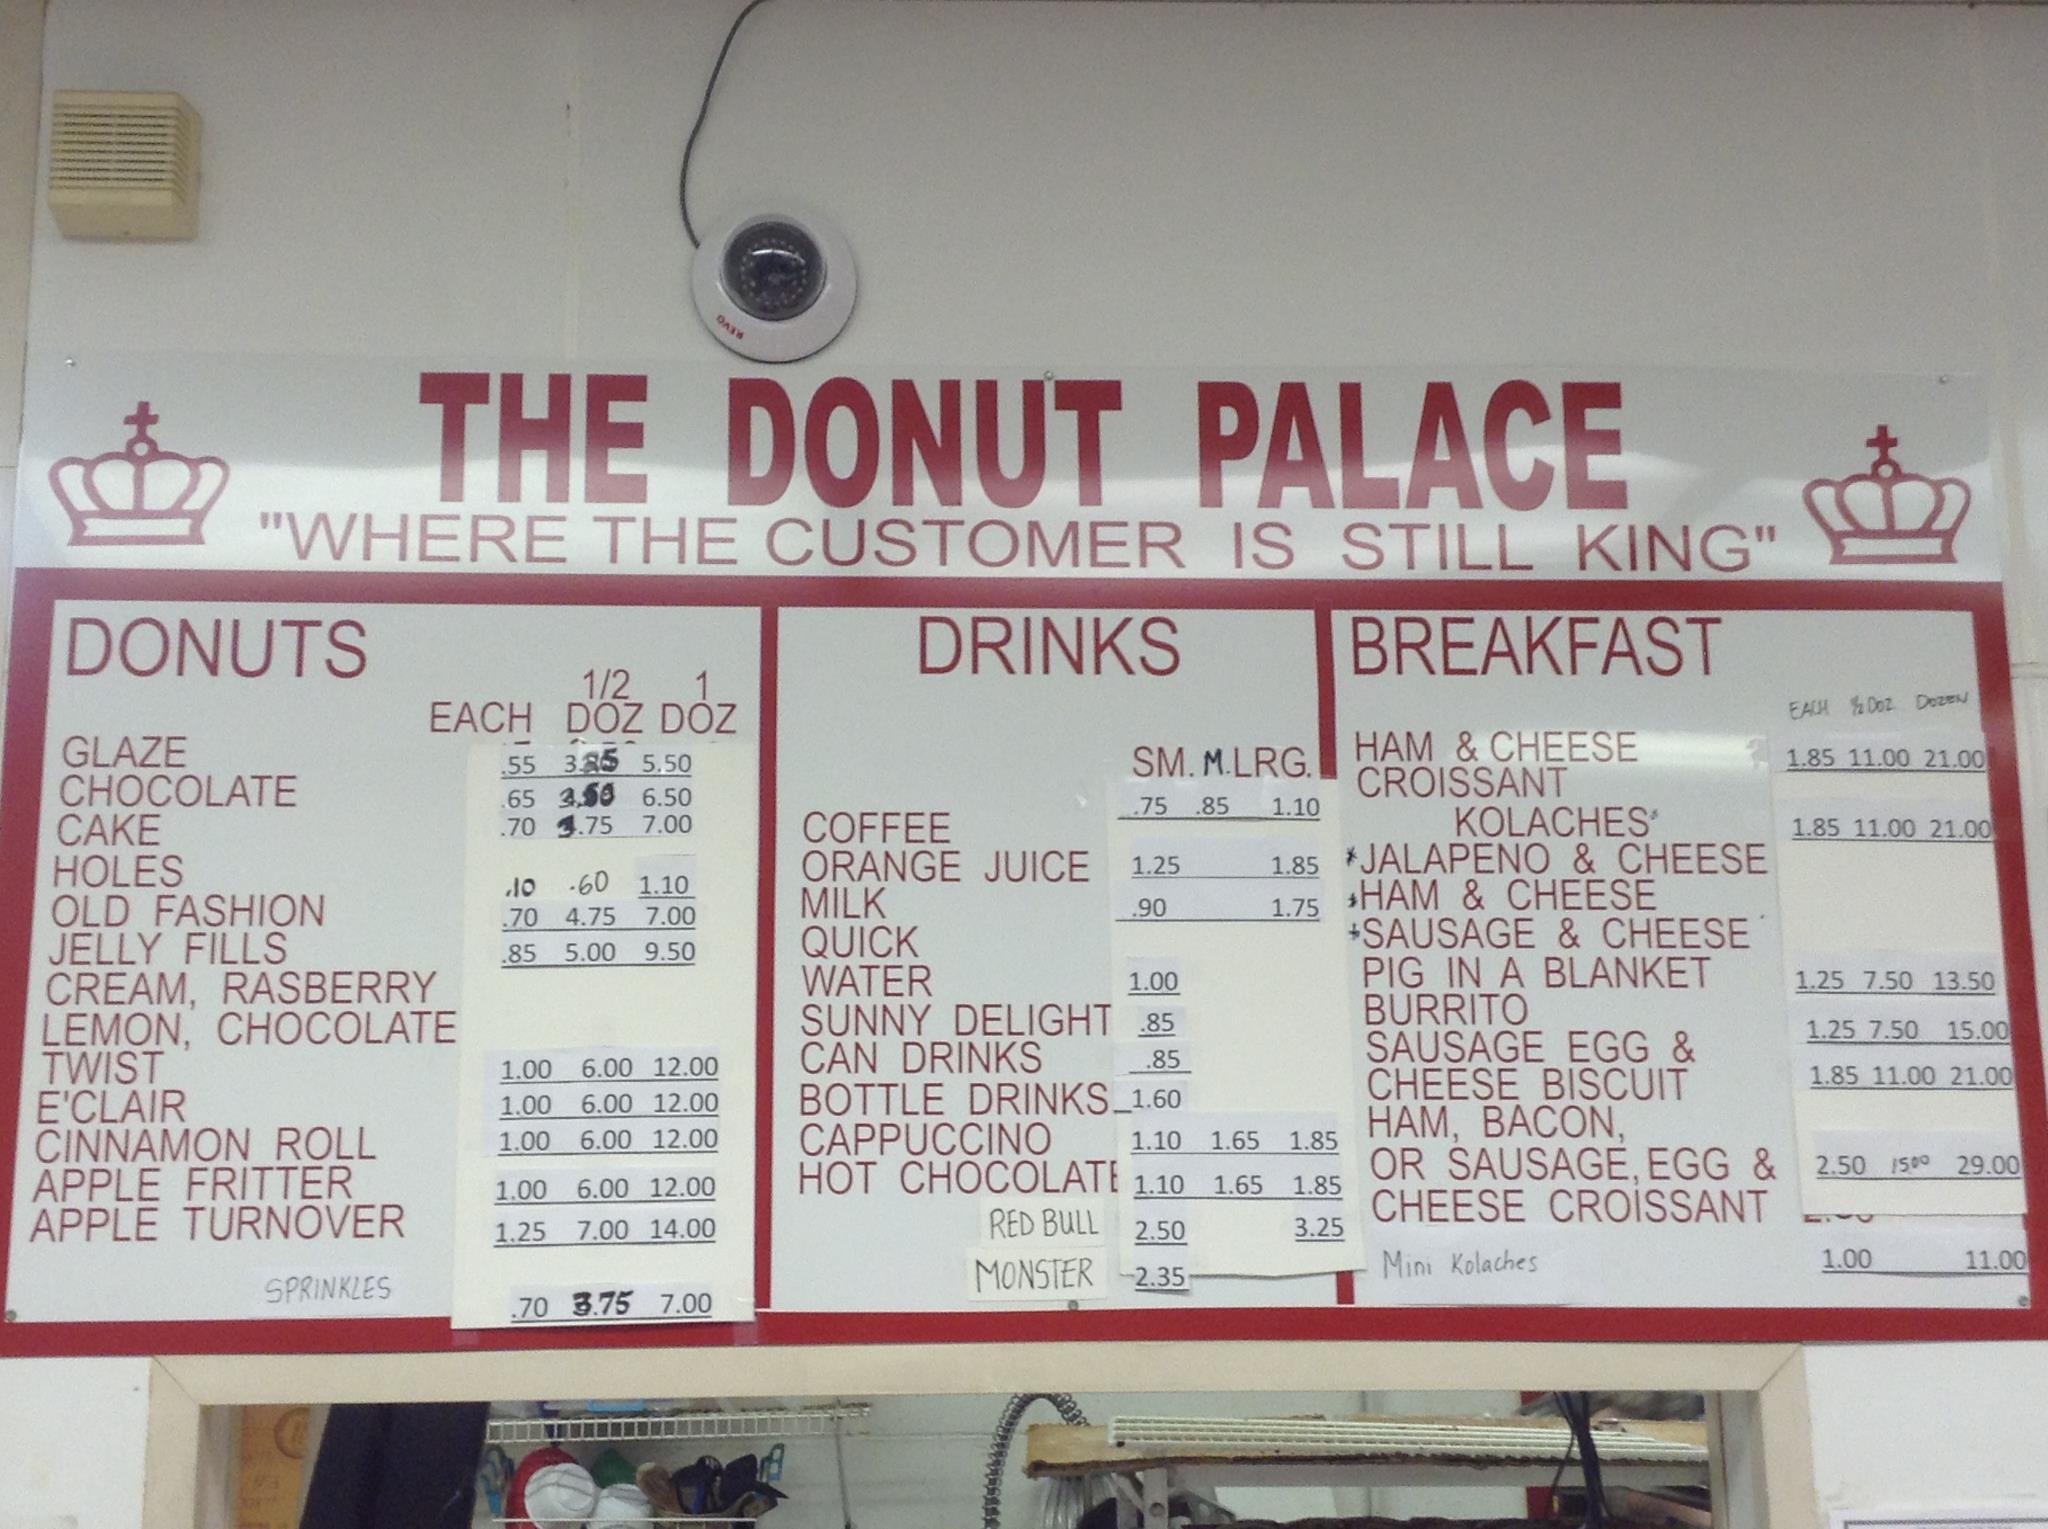 REVO
THE DONUT PALACE
"WHERE THE CUSTOMER IS STILL KING"
DONUTS
EACH 1/2 DOZ 1 DOZ
GLAZE .55 5.50
CHOCOLATE .65 6.50
CAKE .70 3.75 7.00
HOLES .10 .60 1.10
OLD FASHION .70 4.75 7.00
JELLY FILLS .85 5.00 9.50
CREAM, RASBERRY
LEMON, CHOCOLATE
TWIST 1.00 6.00 12.00
E'CLAIR 1.00 6.00 12.00
CINNAMON ROLL 1.00 6.00 12.00
APPLE FRITTER 1.00 6.00 12.00
APPLE TURNOVER 1.25 7.00 14.00
SPRINKLES .70 3.75 7.00
DRINKS
SM. M. LRG.
COFFEE .75 .85 1.10
ORANGE JUICE 1.25 1.85
MILK .90 1.75
QUICK
WATER 1.00
SUNNY DELIGHT .85
CAN DRINKS .85
BOTTLE DRINKS 1.60
CAPPUCCINO 1.10 1.65 1.85
HOT CHOCOLATE 1.10 1.65 1.85
RED BULL 2.50 3.25
MONSTER 2.35
BREAKFAST
EACH 1/2 DOZ DOZEN
HAM & CHEESE 1.85 11.00 21.00
CROISSANT
KOLACHES* 1.85 11.00 21.00
*JALAPENO & CHEESE
*HAM & CHEESE
*SAUSAGE & CHEESE
PIG IN A BLANKET 1.25 7.50 13.50
BURRITO 1.25 7.50 15.00
SAUSAGE EGG &
CHEESE BISCUIT 1.85 11.00 21.00
HAM, BACON,
OR SAUSAGE, EGG & 2.50 15.00 29.00
CHEESE CROISSANT
Mini Kolaches 1.00 11.00